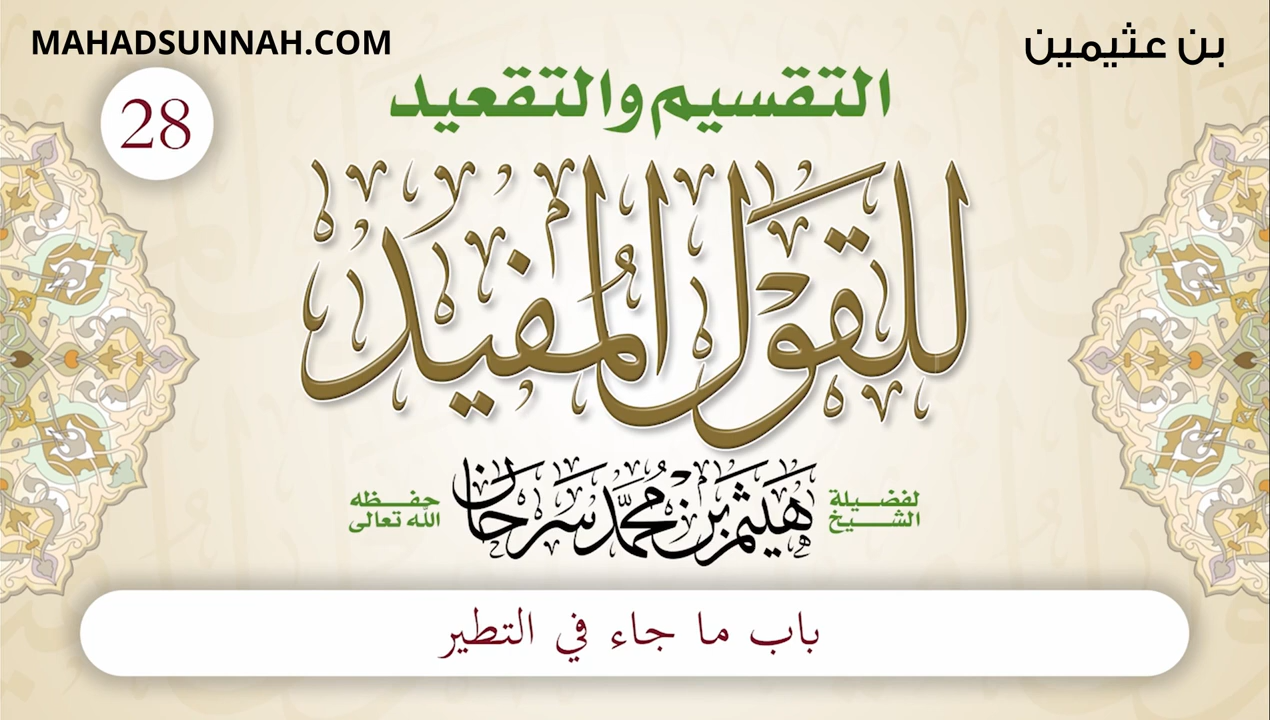 MAHADSUNNAH.COM
بن عثيمين
28
التقسيم والتقعيد
للقول المفيد
لفضيلة الشيخ هيثم بن محمد سرحان حفظه الله تعالى
باب ما جاء في التطير